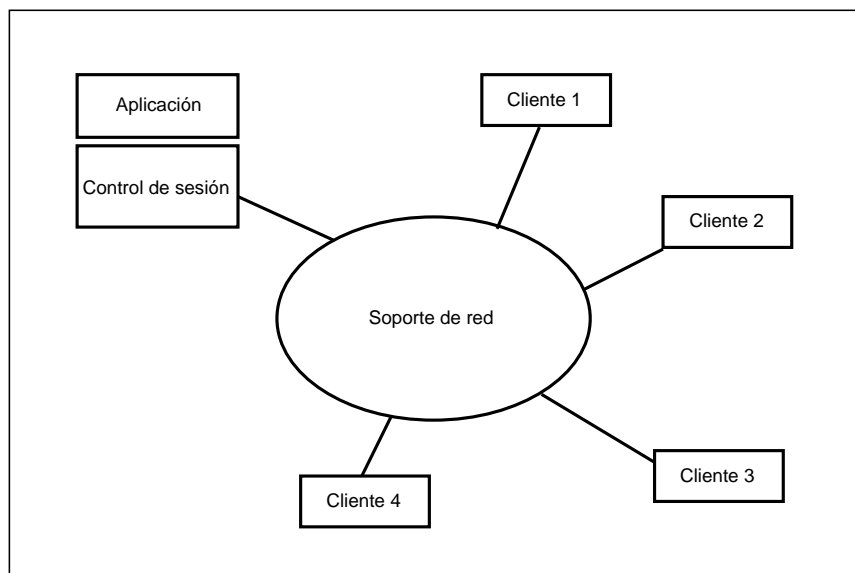 Aplicación
Cliente 1
Control de sesión
Cliente 2
Soporte de red
Cliente 3
Cliente 4